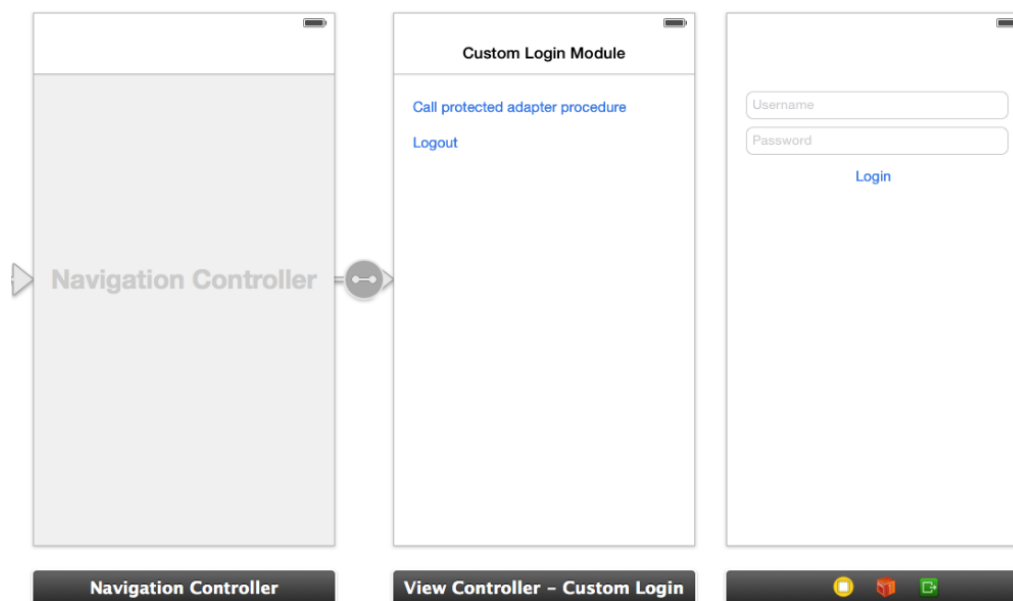 Navigation Controller
Navigation Controller
Custom Login Module
Call protected adapter procedure
Logout
View Controller – Custom Login
Username
Password
Login